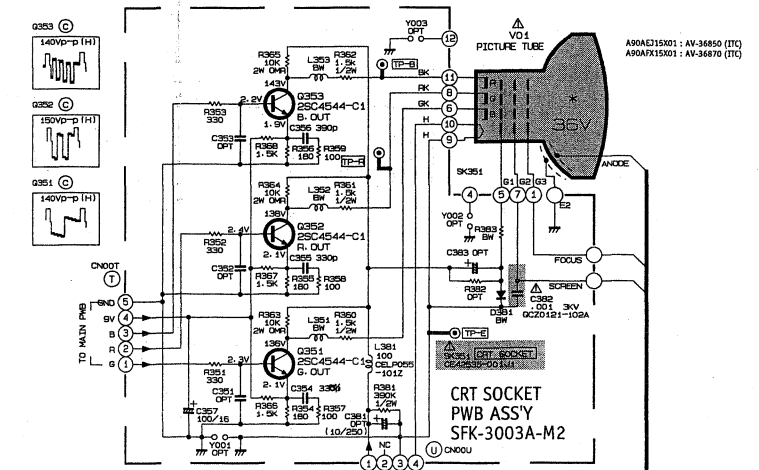 Q353 C
140Vp-p (H)
Q352 C
150Vp-p (H)
Q351 C
140Vp-p (H)
CN00T
T
TO MAIN PWB
GND 5
9V 4
B 3
R 2
G 1
R365
10K
2W OMR
L353
BW
R362
1.5k
1/2W
143V
2.2V
Q353
2SC4544-C1
B. OUT
1.9V
R353
330
C353
OPT
R368
1.5K
C356 390p
R356
180
R359
100
TP-B
TP-R
R364
10K
2W OMR
L352
BW
R361
1.5k
1/2W
138V
2.4V
Q352
2SC4544-C1
R. OUT
2.1V
R352
330
C352
OPT
R367
1.5K
C355 330p
R355
180
R358
100
R363
10K
2W OMR
L351
BW
R360
1.5k
1/2W
136V
2.3V
Q351
2SC4544-C1
G. OUT
2.1V
R351
330
C351
OPT
R366
1.5K
C354
R354
180
R357
100
C357
100/16
Y001
OPT
L381
100
CELP055
-101Z
R381
390K
1/2W
C381
OPT
(10/250)
NC
1 2 3 4
U CN00U
Y003
OPT
12
V01
PICTURE TUBE
A90AEJ15X01 : AV-36850 (ITC)
A90AFX15X01 : AV-36870 (ITC)
BK 11
RK 8
GK 6
H 10
H 9
R
G
B
*
36V
ANODE
SK351
4 5 7 1
G1 G2 G3
E2
Y002
OPT
R383
BW
C383 OPT
R382
OPT
D381
BW
FOCUS
SCREEN
C382
.001 3KV
QCZ0121-102A
TP-E
SK351 CRT SOCKET
CE42535-001J1
CRT SOCKET
PWB ASS'Y
SFK-3003A-M2